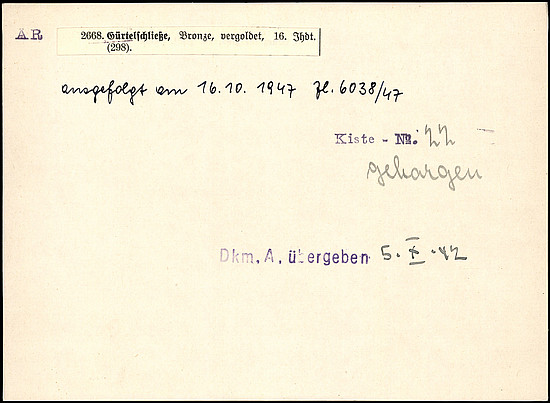 ÄR
2668. Gürtelschließe, Bronze, vergoldet, 16. Jhdt.
(298).
ausgefolgt am 16.10.1947 Zl. 6038/47
Kiste - Nr. 22
geborgen
Dkm. A. übergeben 5. X. 42